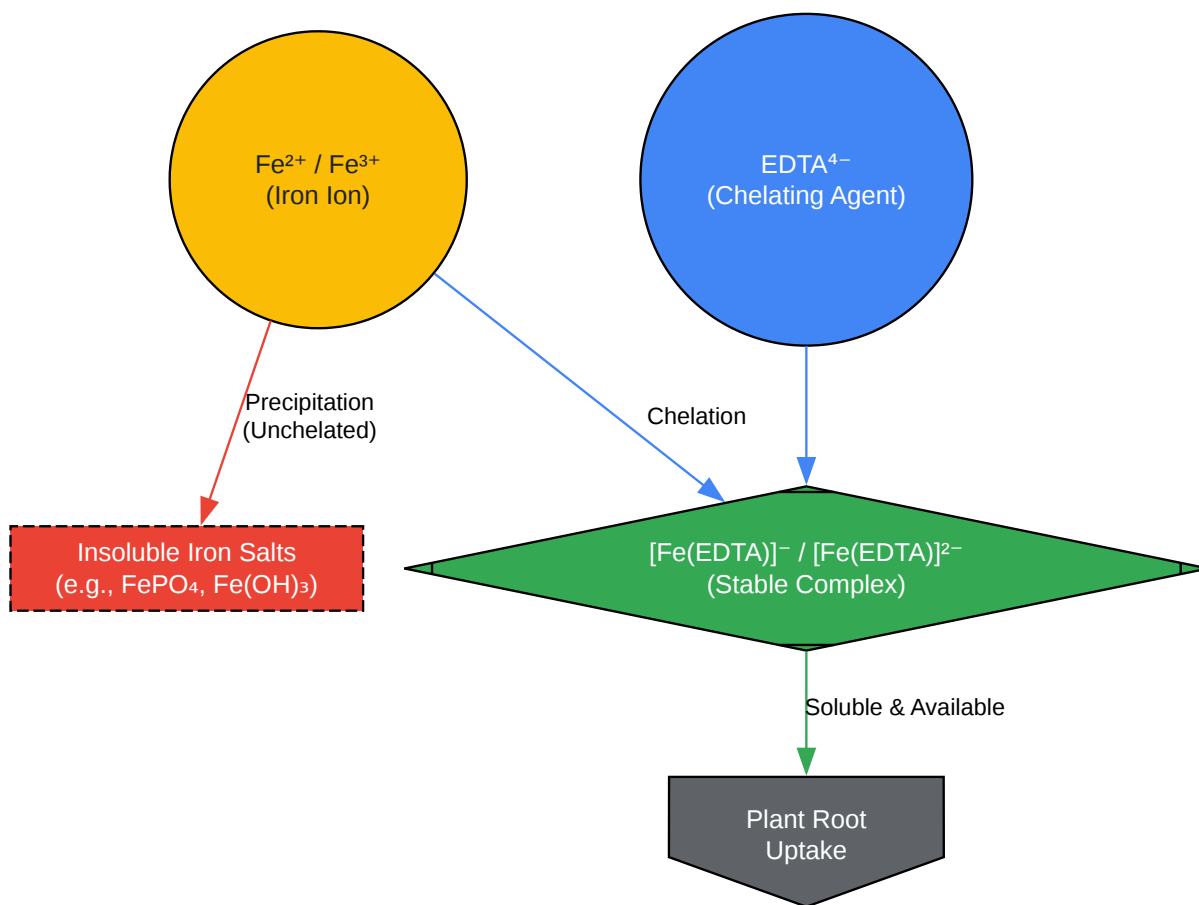 Fe²⁺ / Fe³⁺
(Iron Ion)
EDTA⁴⁻
(Chelating Agent)
Precipitation
(Unchelated)
Chelation
Insoluble Iron Salts
(e.g., FePO₄, Fe(OH)₃)
[Fe(EDTA)]⁻ / [Fe(EDTA)]²⁻
(Stable Complex)
Soluble & Available
Plant Root
Uptake